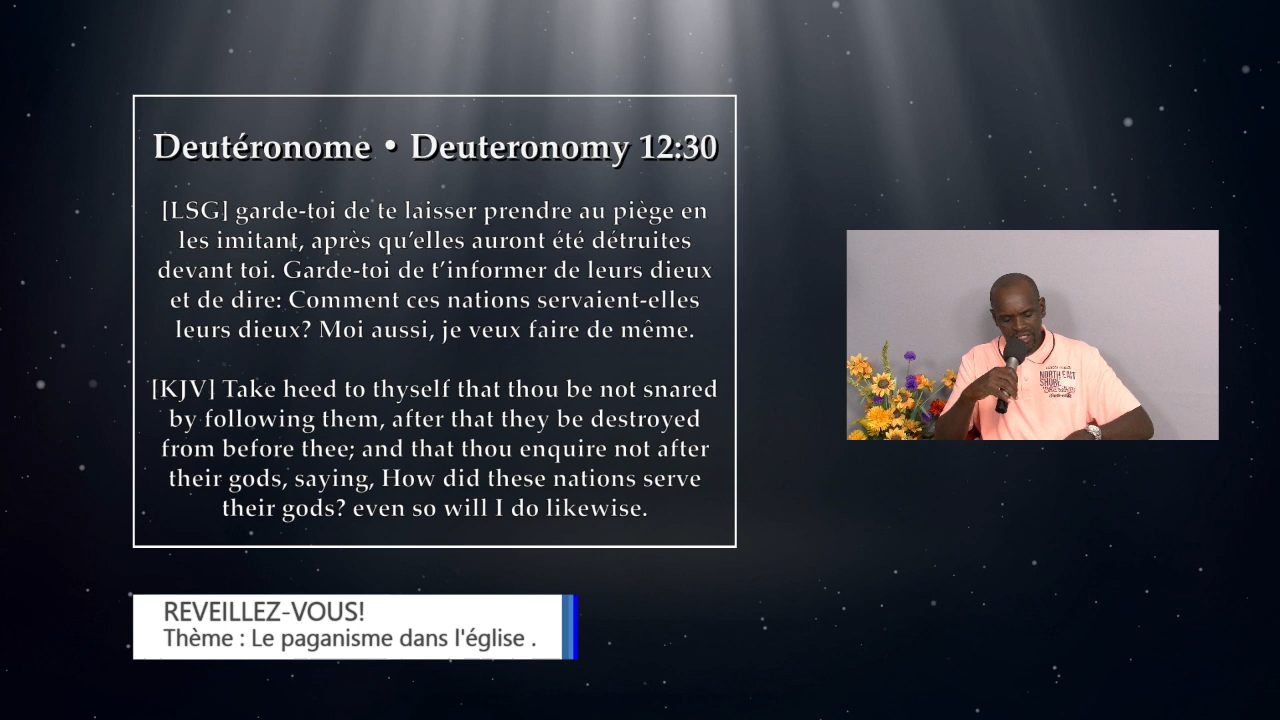 Deutéronome • Deuteronomy 12:30
[LSG] garde-toi de te laisser prendre au piège en
les imitant, après qu’elles auront été détruites
devant toi. Garde-toi de t’informer de leurs dieux
et de dire: Comment ces nations servaient-elles
leurs dieux? Moi aussi, je veux faire de même.
[KJV] Take heed to thyself that thou be not snared
by following them, after that they be destroyed
from before thee; and that thou enquire not after
their gods, saying, How did these nations serve
their gods? even so will I do likewise.
NORTH EAST
SHORE
REVEILLEZ-VOUS!
Thème : Le paganisme dans l'église .